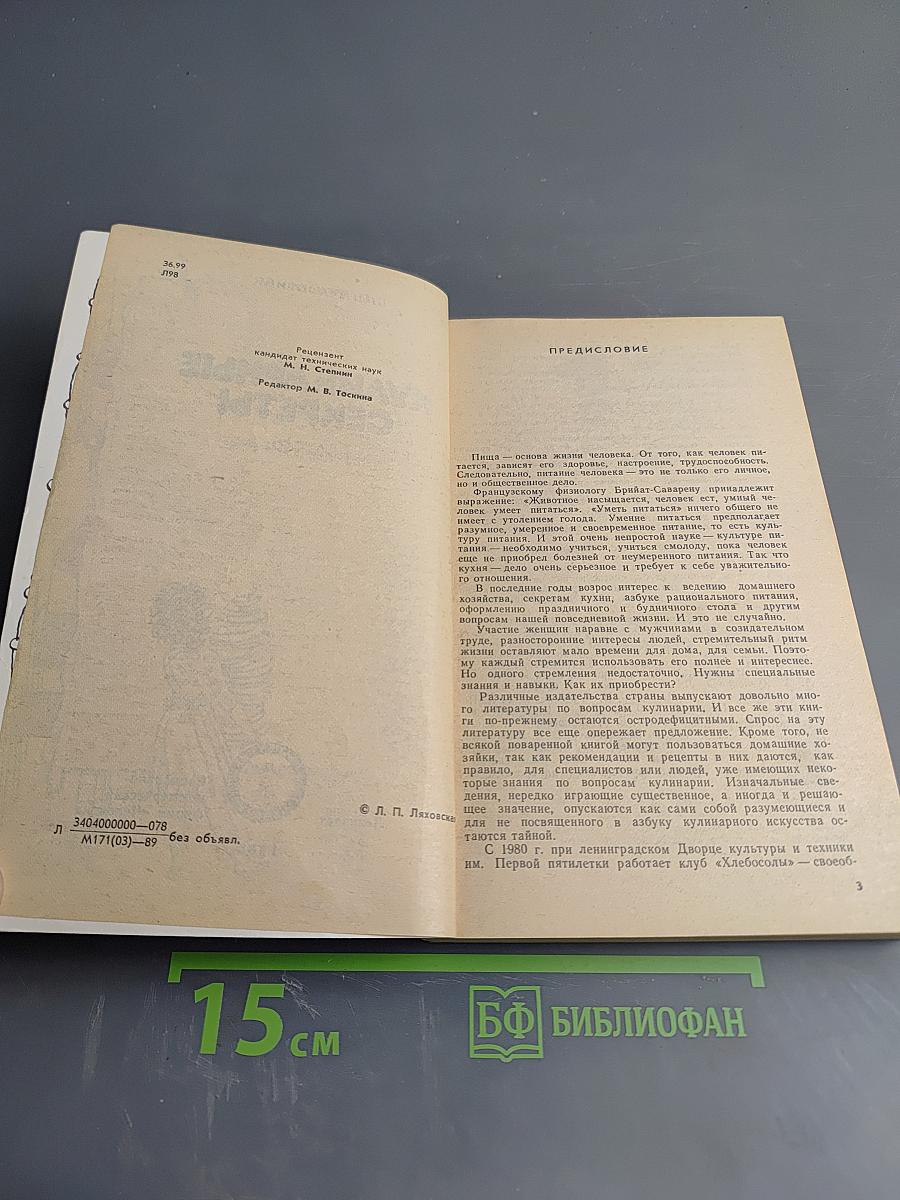 36.99
Л98
Рецензент
кандидат технических наук
М. Н. Степнин
Редактор М. В. Тоскина
© Л. П. Ляховская
Л 3404000000—078
М171(03)—89 без объявл.
ПРЕДИСЛОВИЕ
Пища — основа жизни человека. От того, как человек пи-
тается, зависят его здоровье, настроение, трудоспособность.
Следовательно, питание человека — это не только его личное,
но и общественное дело.
Французскому физиологу Брийат-Саварену принадлежит
выражение: «Животное насыщается, человек ест, умный че-
ловек умеет питаться». «Уметь питаться» ничего общего не
имеет с утолением голода. Умение питаться предполагает
разумное, умеренное и своевременное питание, то есть куль-
туру питания. И этой очень непростой науке — культуре пи-
тания — необходимо учиться, учиться смолоду, пока человек
еще не приобрел болезней от неумеренного питания. Так что
кухня — дело очень серьезное и требует к себе уважительно-
го отношения.
В последние годы возрос интерес к ведению домашнего
хозяйства, секретам кухни, азбуке рационального питания,
оформлению праздничного и будничного стола и другим
вопросам нашей повседневной жизни. И это не случайно.
Участие женщин наравне с мужчинами в созидательном
труде, разносторонние интересы людей, стремительный ритм
жизни оставляют мало времени для дома, для семьи. Поэто-
му каждый стремится использовать его полнее и интереснее.
Но одного стремления недостаточно. Нужны специальные
знания и навыки. Как их приобрести?
Различные издательства страны выпускают довольно мно-
го литературы по вопросам кулинарии. И все же эти кни-
ги по-прежнему остаются остродефицитными. Спрос на эту
литературу все еще опережает предложение. Кроме того, не
всякой поваренной книгой могут пользоваться домашние хо-
зяйки, так как рекомендации и рецепты в них даются, как
правило, для специалистов или людей, уже имеющих неко-
торые знания по вопросам кулинарии. Изначальные све-
дения, нередко играющие существенное, а иногда и решаю-
щее значение, опускаются как сами собой разумеющиеся и
для не посвященного в азбуку кулинарного искусства ос-
таются тайной.
С 1980 г. при ленинградском Дворце культуры и техники
им. Первой пятилетки работает клуб «Хлебосолы» — своеоб-
3
15 см
БФ БИБЛИОФАН